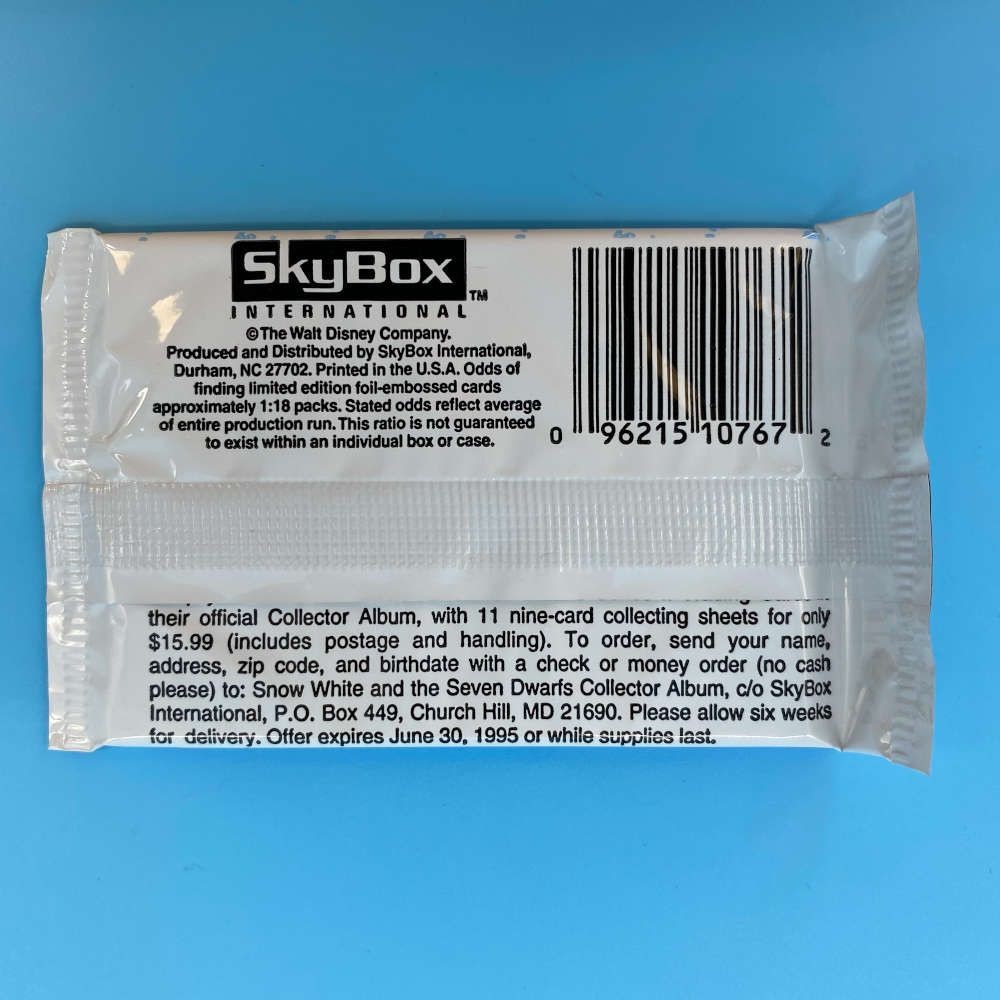 SkyBox TM
INTERNATIONAL
©The Walt Disney Company.
Produced and Distributed by SkyBox International,
Durham, NC 27702. Printed in the U.S.A. Odds of
finding limited edition foil-embossed cards
approximately 1:18 packs. Stated odds reflect average
of entire production run. This ratio is not guaranteed
to exist within an individual box or case.
0 96215 10767 2
their official Collector Album, with 11 nine-card collecting sheets for only
$15.99 (includes postage and handling). To order, send your name,
address, zip code, and birthdate with a check or money order (no cash
please) to: Snow White and the Seven Dwarfs Collector Album, c/o SkyBox
International, P.O. Box 449, Church Hill, MD 21690. Please allow six weeks
for delivery. Offer expires June 30, 1995 or while supplies last.